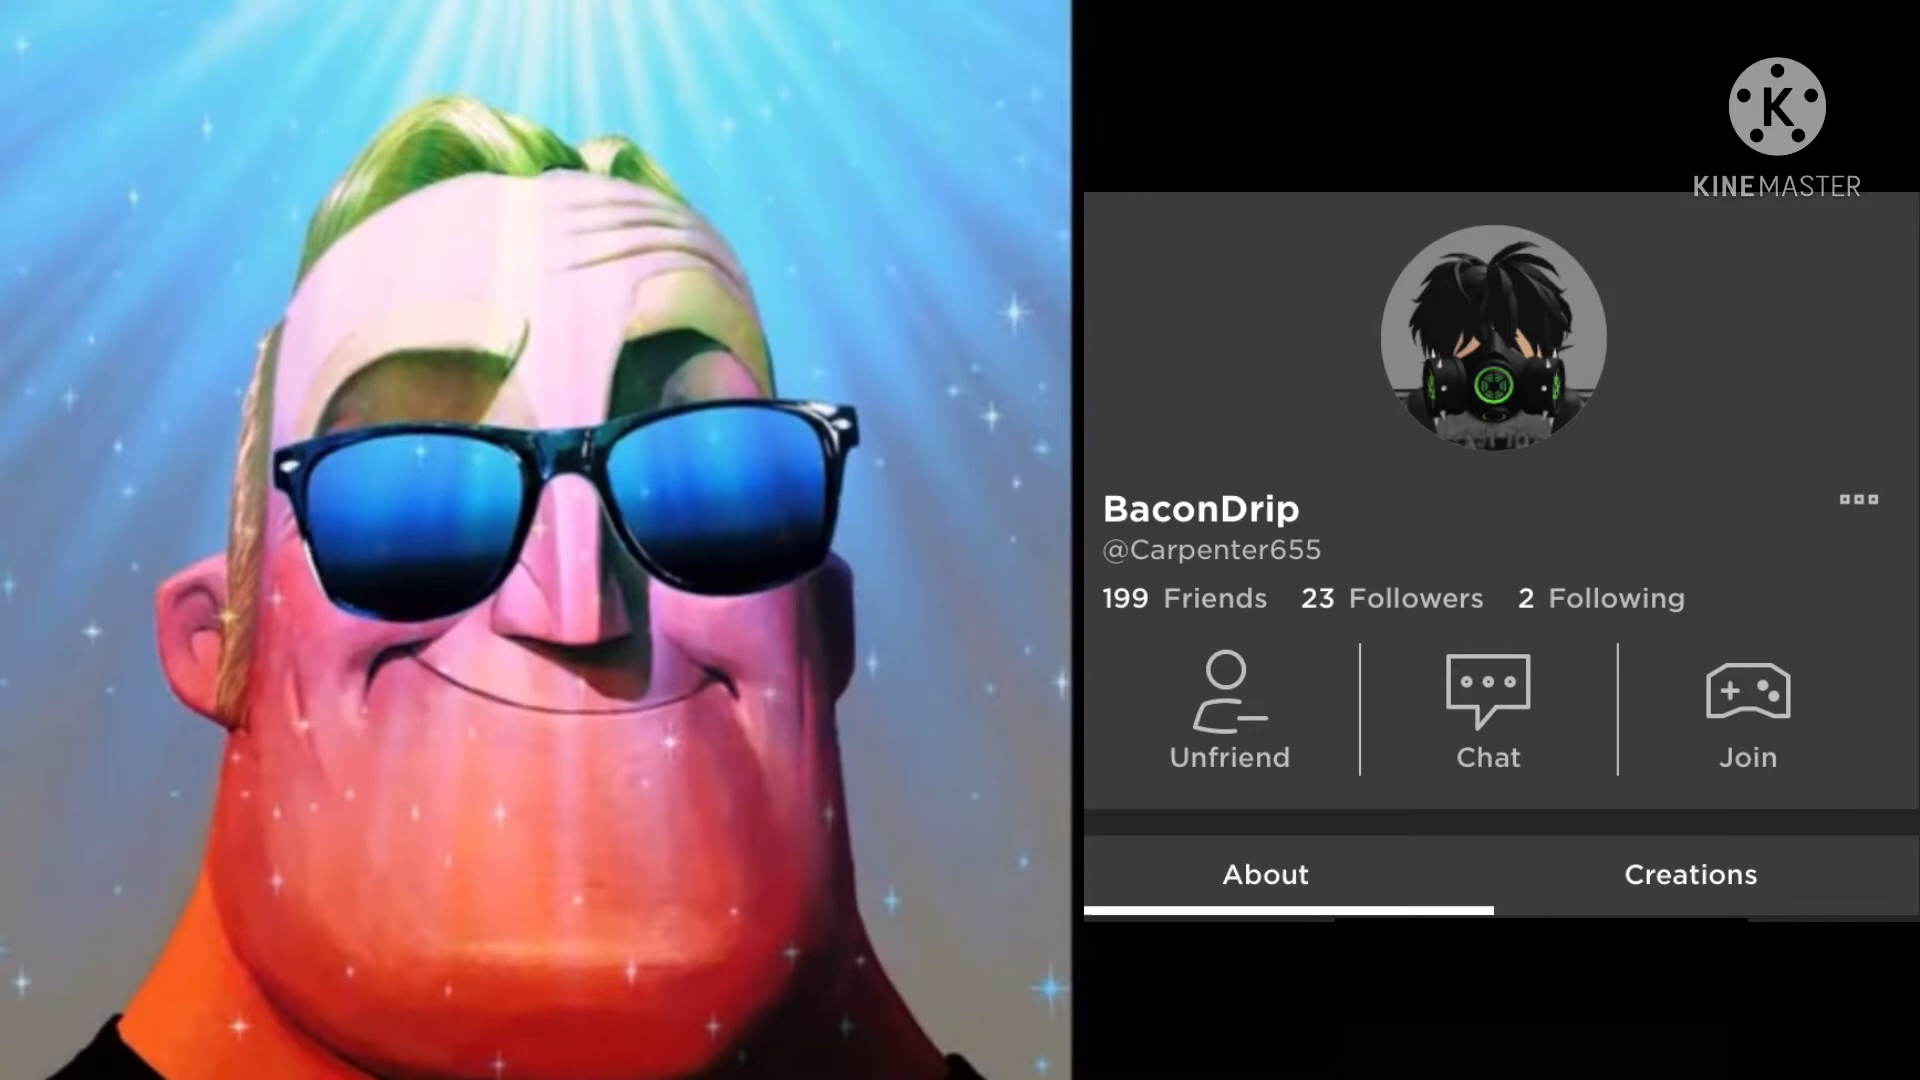 K
KINEMASTER
BaconDrip
@Carpenter655
199 Friends 23 Followers 2 Following
Unfriend Chat Join
About Creations